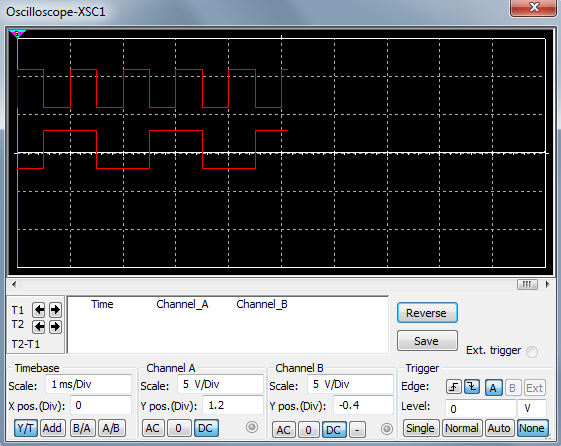 Oscilloscope-XSC1
Time Channel_A Channel_B
T1
T2
T2-T1
Reverse
Save
Ext. trigger
Timebase
Scale: 1 ms/Div
X pos.(Div): 0
Y/T Add B/A A/B
Channel A
Scale: 5 V/Div
Y pos.(Div): 1.2
AC 0 DC
Channel B
Scale: 5 V/Div
Y pos.(Div): -0.4
AC 0 DC -
Trigger
Edge: A B Ext
Level: 0 V
Single Normal Auto None